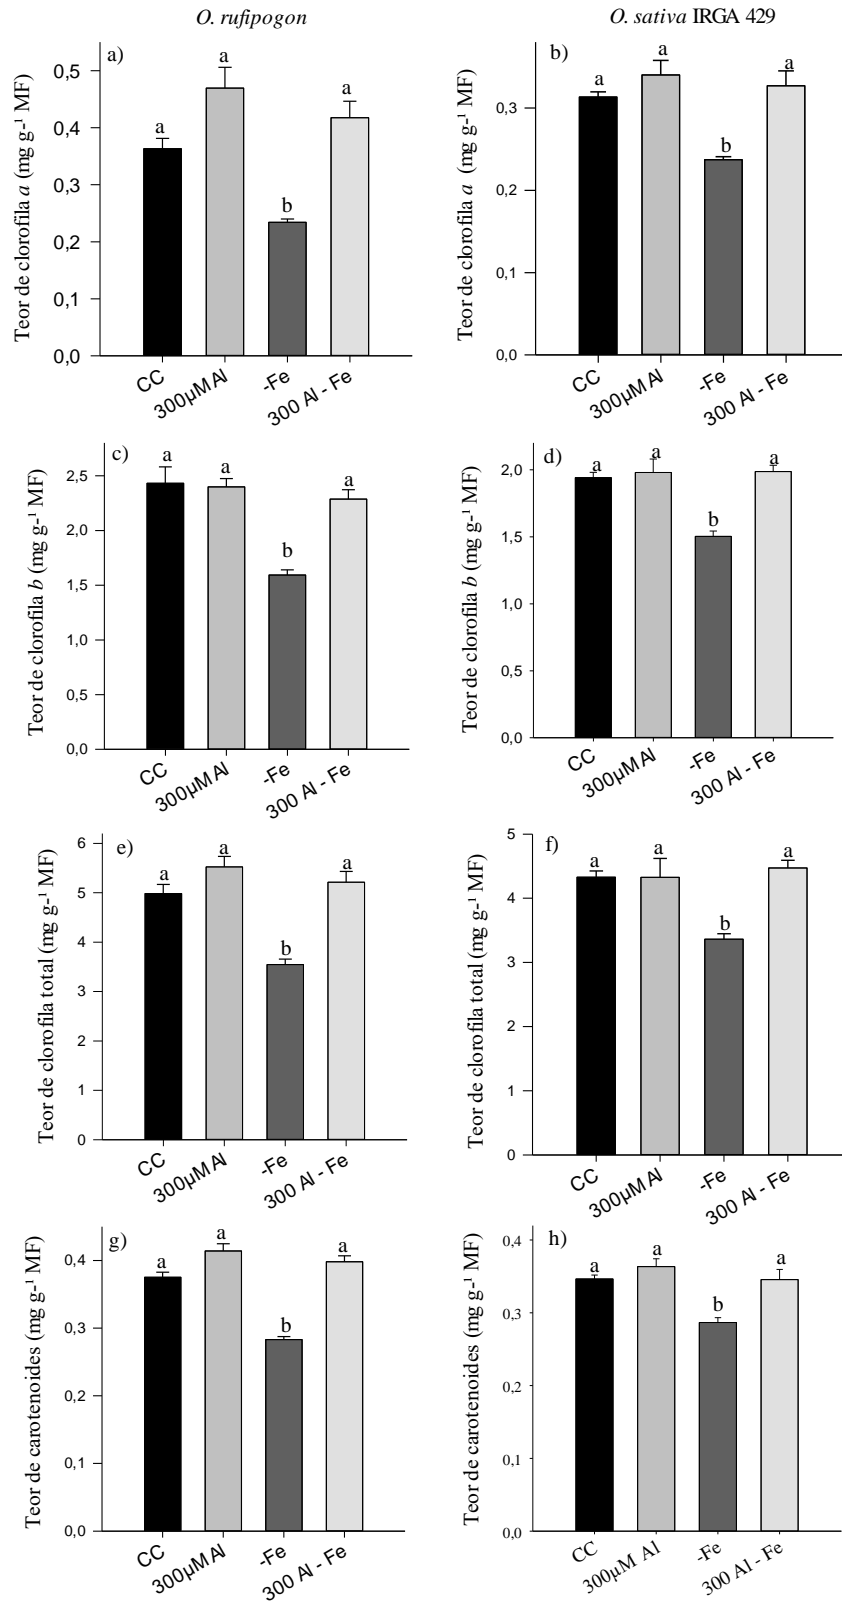 O. rufipogon
O. sativa IRGA 429
a)
Teor de clorofila a (mg g-¹ MF)
0,5
0,4
0,3
0,2
0,1
0,0
a
a
b
a
CC
300µM Al
-Fe
300 Al - Fe
b)
Teor de clorofila a (mg g-¹ MF)
0,3
0,2
0,1
0,0
a
a
b
a
CC
300µM Al
-Fe
300 Al - Fe
c)
Teor de clorofila b (mg g-¹ MF)
2,5
2,0
1,5
1,0
0,5
0,0
a
a
b
a
CC
300µM Al
-Fe
300 Al - Fe
d)
Teor de clorofila b (mg g-¹ MF)
2,0
1,5
1,0
0,5
0,0
a
a
b
a
CC
300µM Al
-Fe
300 Al - Fe
e)
Teor de clorofila total (mg g-¹ MF)
6
5
4
3
2
1
0
a
a
b
a
CC
300µM Al
-Fe
300 Al - Fe
f)
Teor de clorofila total (mg g-¹ MF)
5
4
3
2
1
0
a
a
b
a
CC
300µM Al
-Fe
300 Al - Fe
g)
Teor de carotenoides (mg g-¹ MF)
0,4
0,3
0,2
0,1
0,0
a
a
b
a
CC
300µM Al
-Fe
300 Al - Fe
h)
Teor de carotenoides (mg g-¹ MF)
0,4
0,3
0,2
0,1
0,0
a
a
b
a
CC
300µM Al
-Fe
300 Al - Fe